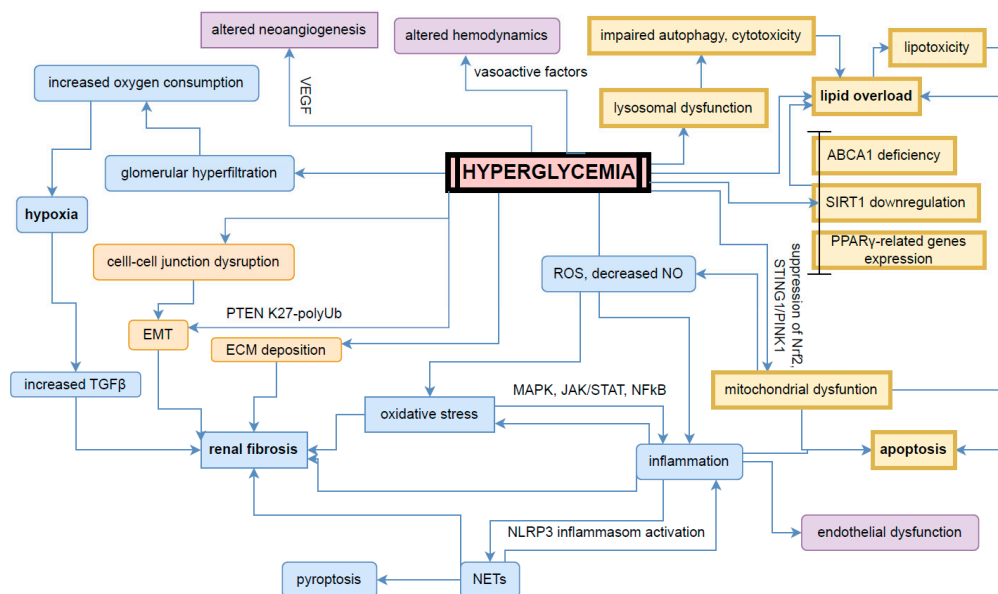 altered neoangiogenesis
altered hemodynamics
impaired autophagy, cytotoxicity
lipotoxicity
increased oxygen consumption
VEGF
vasoactive factors
lysosomal dysfunction
lipid overload
glomerular hyperfiltration
HYPERGLYCEMIA
ABCA1 deficiency
SIRT1 downregulation
PPARγ-related genes
expression
hypoxia
celll-cell junction dysruption
ROS, decreased NO
suppression of Nrf2,
STING1/PINK1
PTEN K27-polyUb
EMT
ECM deposition
increased TGFβ
MAPK, JAK/STAT, NFkB
mitochondrial dysfuntion
oxidative stress
renal fibrosis
inflammation
apoptosis
NLRP3 inflammasom activation
endothelial dysfunction
pyroptosis
NETs